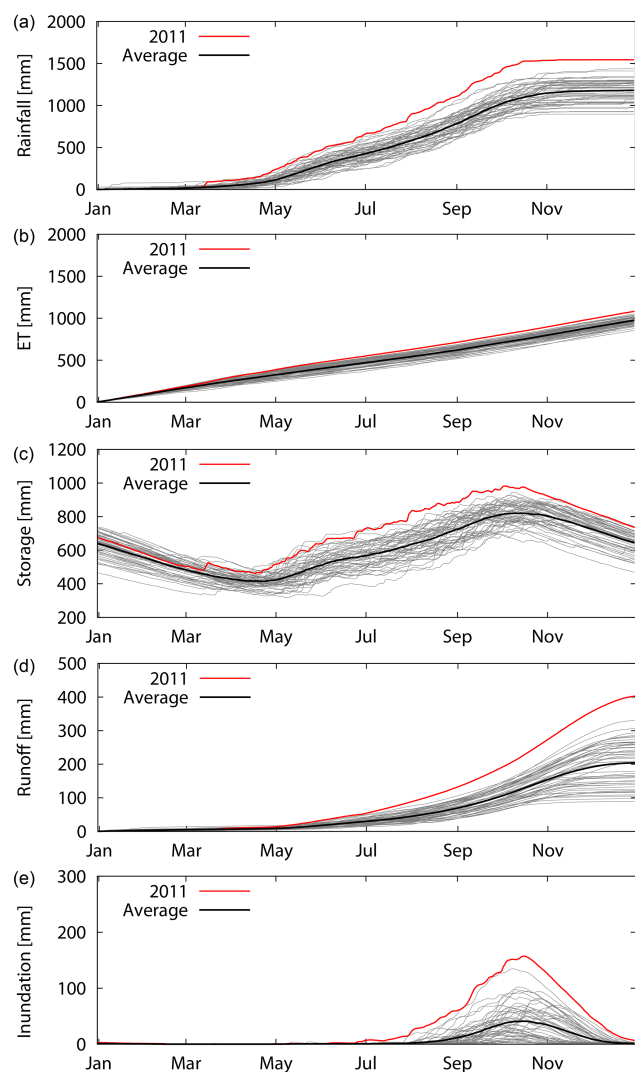 (a)
2000
1500
1000
500
0
Rainfall [mm]
2011
Average
Jan Mar May Jul Sep Nov
(b)
2000
1500
1000
500
0
ET [mm]
2011
Average
Jan Mar May Jul Sep Nov
(c)
1200
1000
800
600
400
200
Storage [mm]
2011
Average
Jan Mar May Jul Sep Nov
(d)
500
400
300
200
100
0
Runoff [mm]
2011
Average
Jan Mar May Jul Sep Nov
(e)
300
200
100
0
Inundation [mm]
2011
Average
Jan Mar May Jul Sep Nov